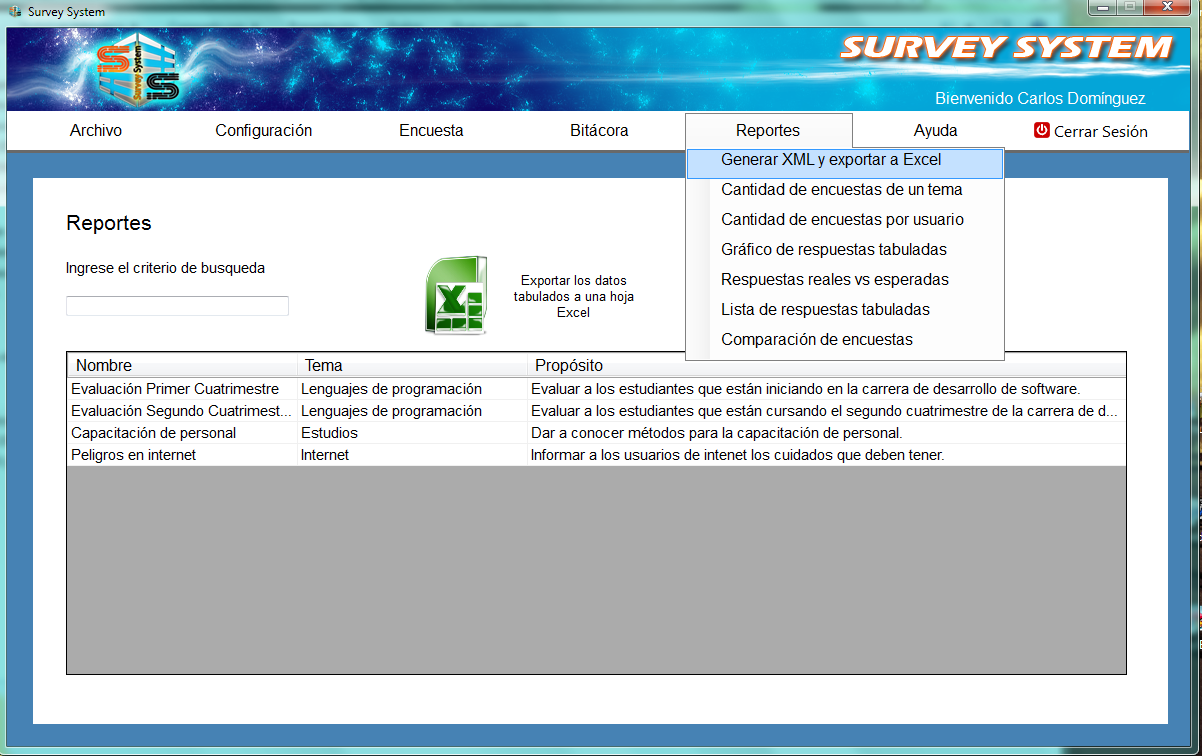 Survey System
SURVEY SYSTEM
Bienvenido Carlos Domínguez
Archivo Configuración Encuesta Bitácora Reportes Ayuda Cerrar Sesión
Generar XML y exportar a Excel
Cantidad de encuestas de un tema
Cantidad de encuestas por usuario
Gráfico de respuestas tabuladas
Respuestas reales vs esperadas
Lista de respuestas tabuladas
Comparación de encuestas
Reportes
Ingrese el criterio de busqueda
Exportar los datos
tabulados a una hoja
Excel
Nombre Tema Propósito
Evaluación Primer Cuatrimestre Lenguajes de programación Evaluar a los estudiantes que están iniciando en la carrera de desarrollo de software.
Evaluación Segundo Cuatrimest... Lenguajes de programación Evaluar a los estudiantes que están cursando el segundo cuatrimestre de la carrera de d...
Capacitación de personal Estudios Dar a conocer métodos para la capacitación de personal.
Peligros en internet Internet Informar a los usuarios de intenet los cuidados que deben tener.